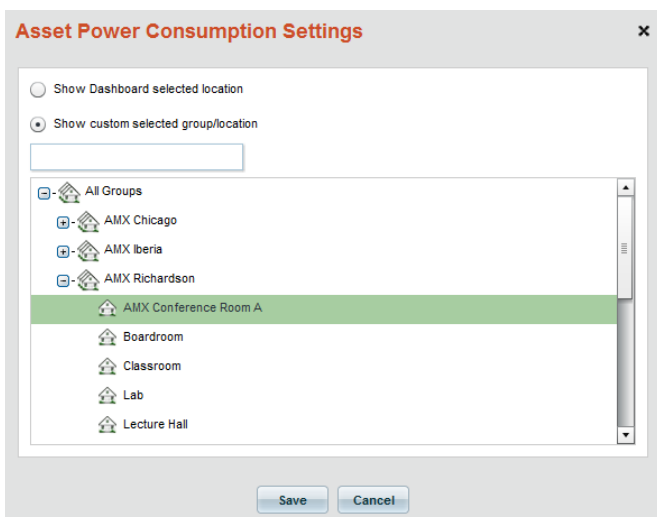 Asset Power Consumption Settings
Show Dashboard selected location
Show custom selected group/location
All Groups
AMX Chicago
AMX Iberia
AMX Richardson
AMX Conference Room A
Boardroom
Classroom
Lab
Lecture Hall
Save Cancel